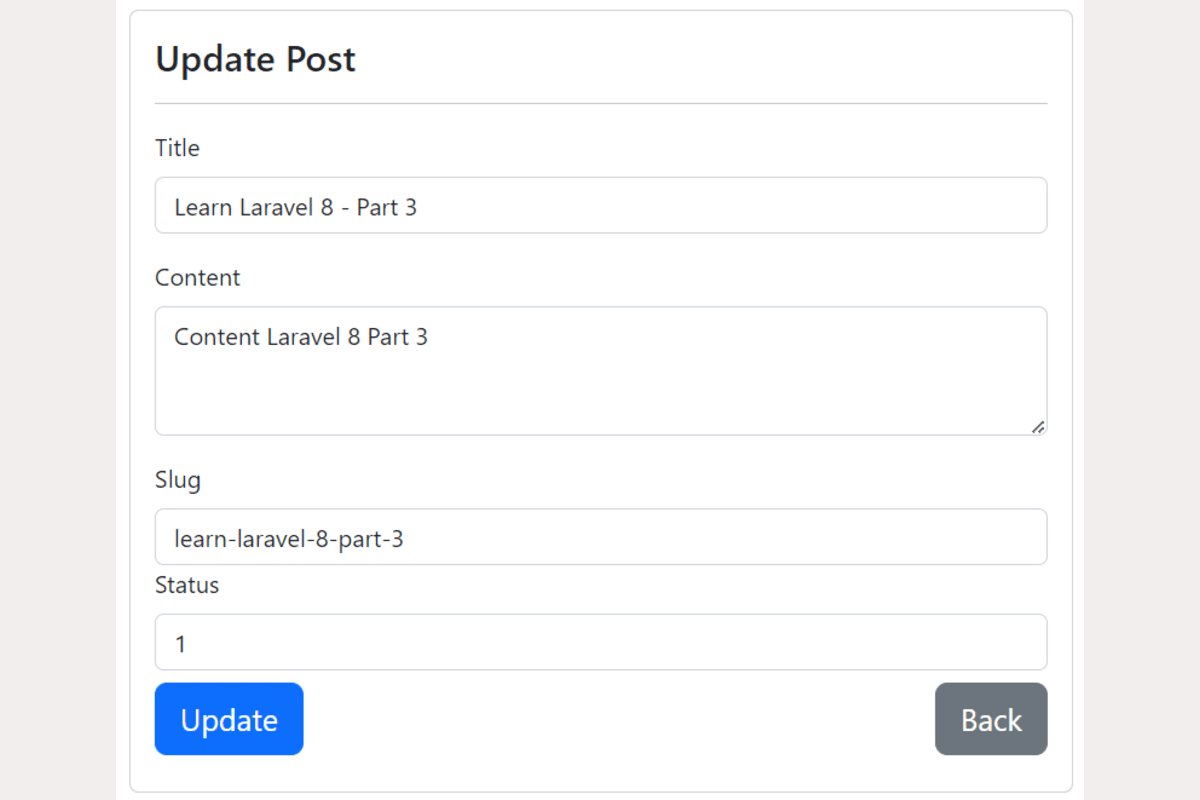 Update Post
Title
Learn Laravel 8 - Part 3
Content
Content Laravel 8 Part 3
Slug
learn-laravel-8-part-3
Status
1
Update
Back